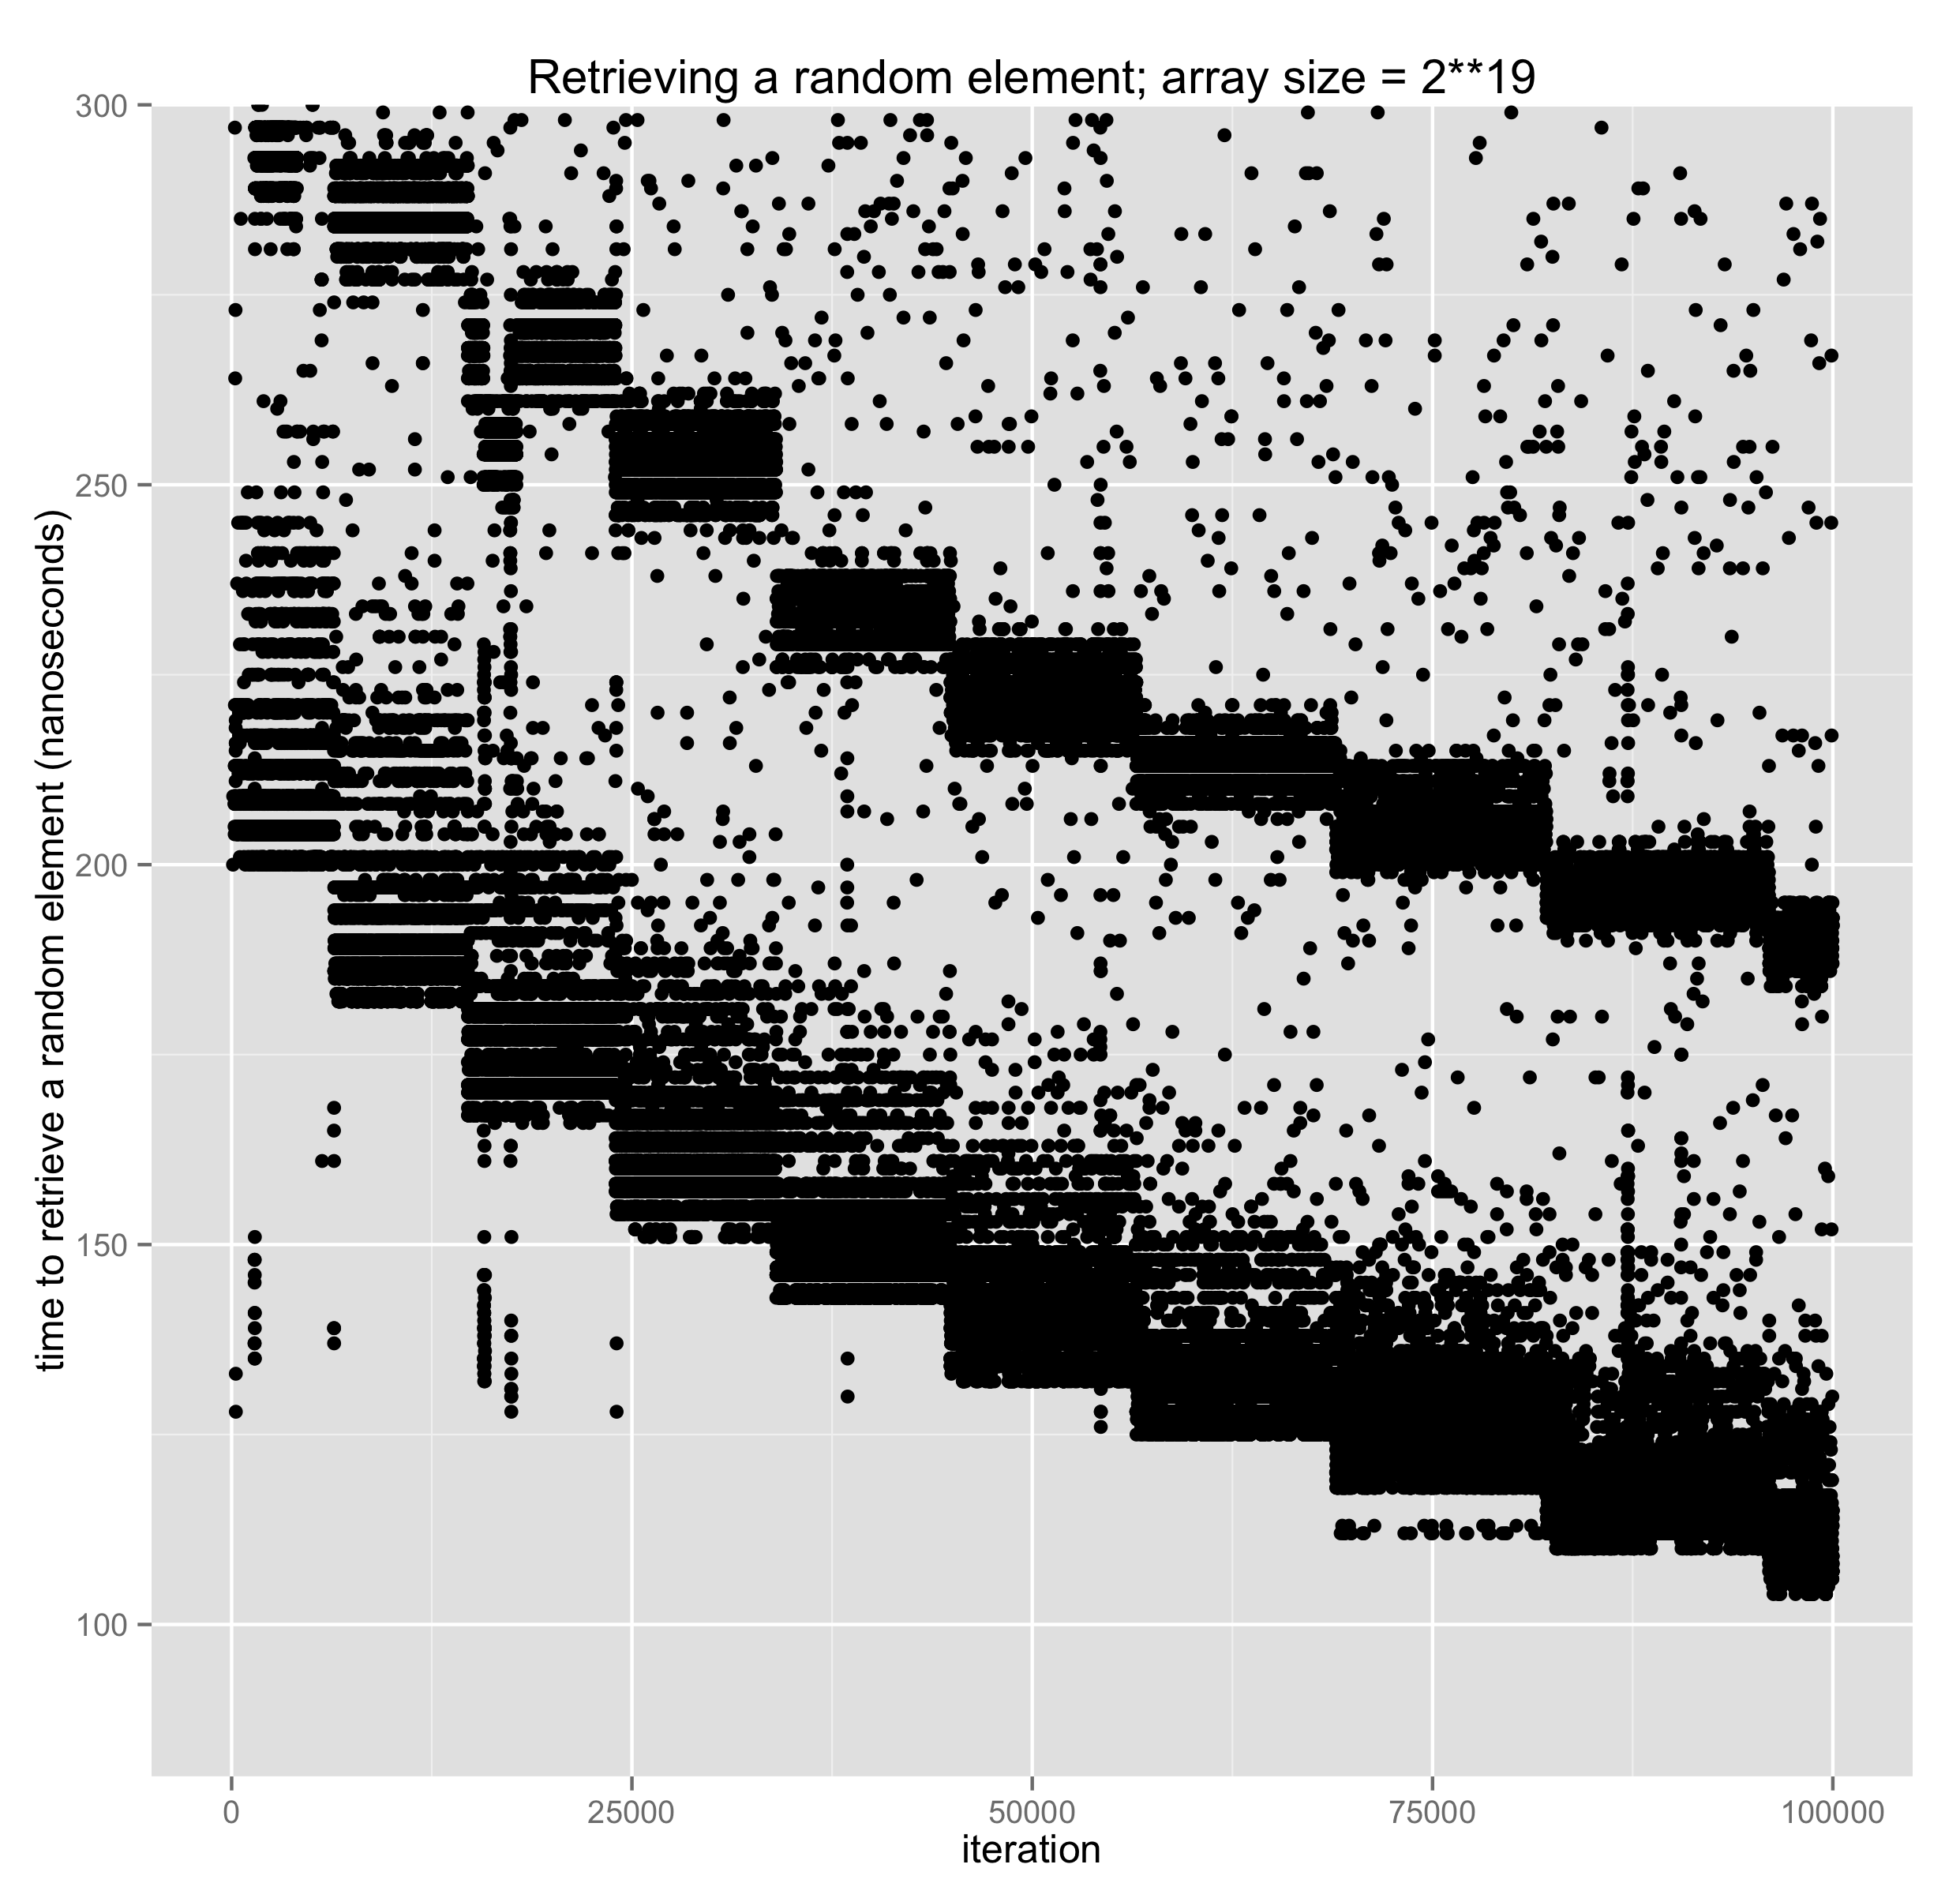 Retrieving a random element; array size = 2**19
time to retrieve a random element (nanoseconds)
300
250
200
150
100
0 25000 50000 75000 100000
iteration